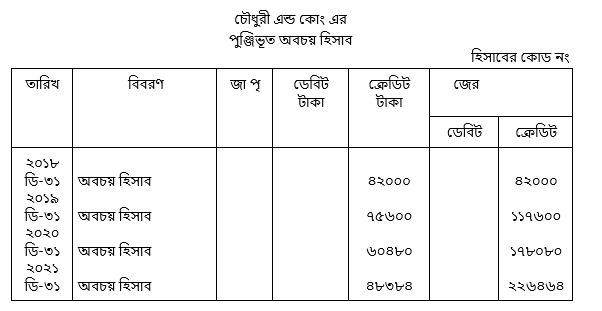 চৌধুরী এন্ড কোং এর
পুঞ্জিভূত অবচয় হিসাব
হিসাবের কোড নং
তারিখ বিবরণ জা পৃ ডেবিট টাকা ক্রেডিট টাকা জের
ডেবিট ক্রেডিট
২০১৮
ডি-৩১ অবচয় হিসাব ৪২০০০ ৪২০০০
২০১৯
ডি-৩১ অবচয় হিসাব ৭৫৬০০ ১১৭৬০০
২০২০
ডি-৩১ অবচয় হিসাব ৬০৪৮০ ১৭৮০৮০
২০২১
ডি-৩১ অবচয় হিসাব ৪৮৩৮৪ ২২৬৪৬৪